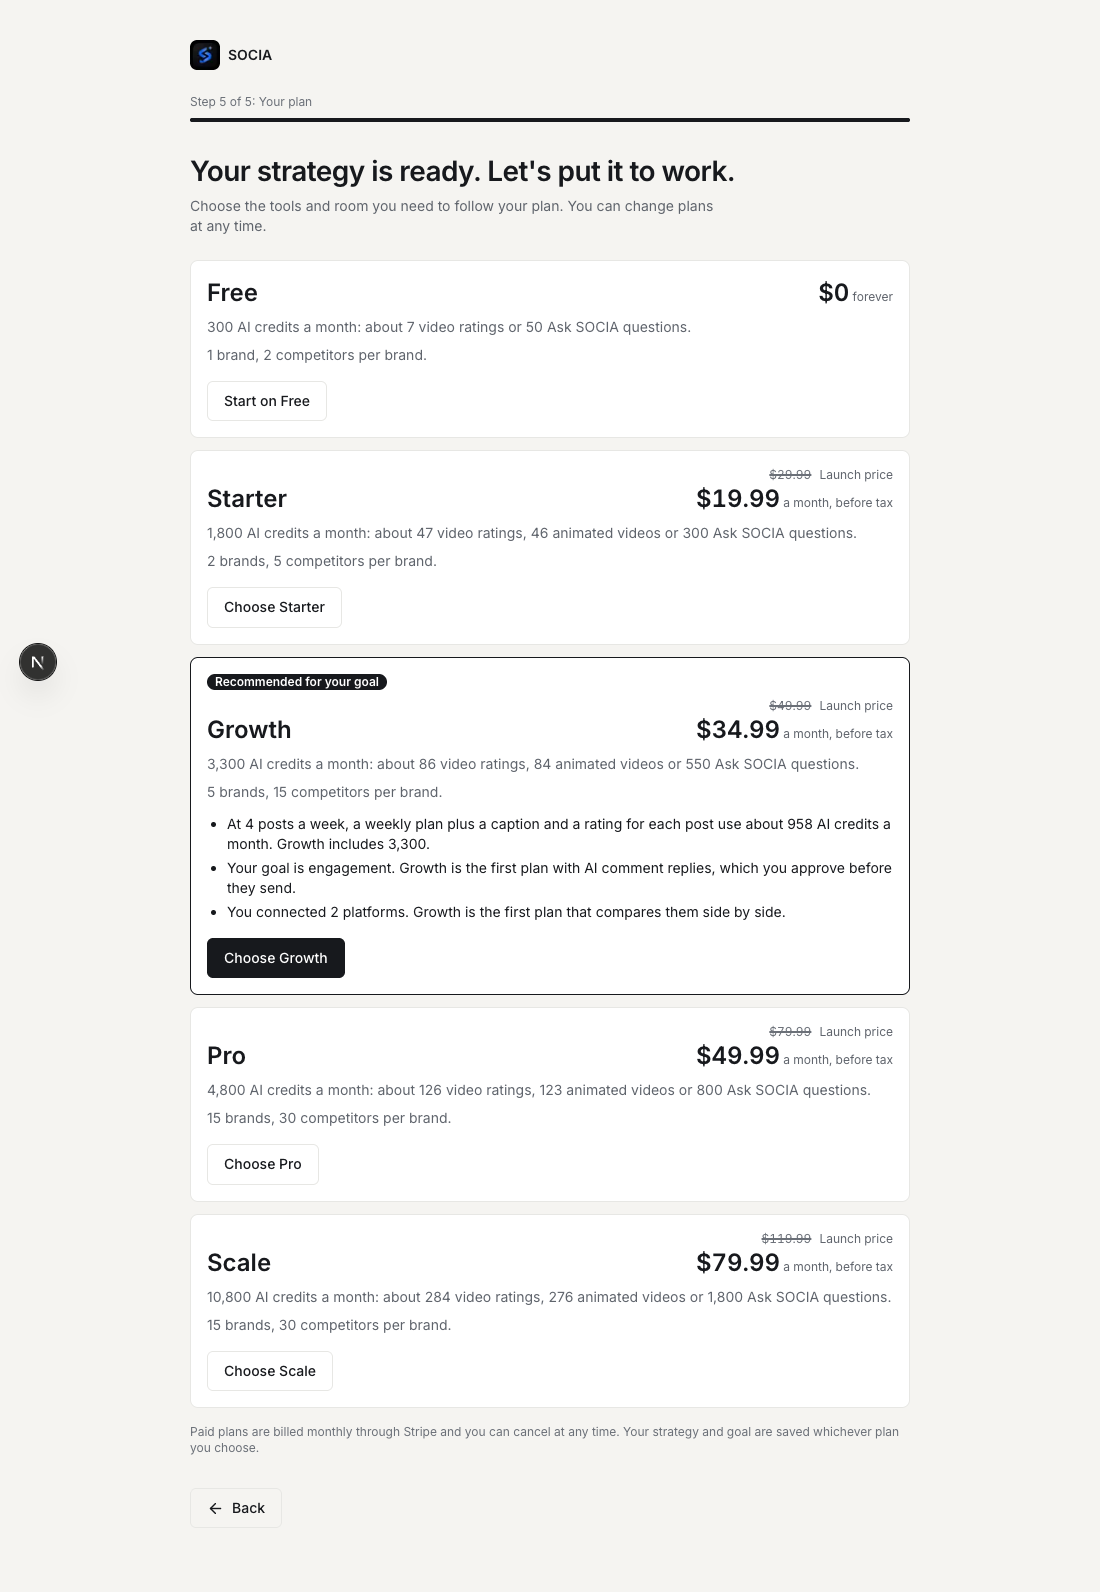 SOCIA
Step 5 of 5: Your plan
Your strategy is ready. Let's put it to work.
Choose the tools and room you need to follow your plan. You can change plans
at any time.
Free
$0 forever
300 AI credits a month: about 7 video ratings or 50 Ask SOCIA questions.
1 brand, 2 competitors per brand.
Start on Free
$29.99 Launch price
Starter
$19.99 a month, before tax
1,800 AI credits a month: about 47 video ratings, 46 animated videos or 300 Ask SOCIA questions.
2 brands, 5 competitors per brand.
Choose Starter
N
Recommended for your goal
$49.99 Launch price
Growth
$34.99 a month, before tax
3,300 AI credits a month: about 86 video ratings, 84 animated videos or 550 Ask SOCIA questions.
5 brands, 15 competitors per brand.
• At 4 posts a week, a weekly plan plus a caption and a rating for each post use about 958 AI credits a
month. Growth includes 3,300.
• Your goal is engagement. Growth is the first plan with AI comment replies, which you approve before
they send.
• You connected 2 platforms. Growth is the first plan that compares them side by side.
Choose Growth
$79.99 Launch price
Pro
$49.99 a month, before tax
4,800 AI credits a month: about 126 video ratings, 123 animated videos or 800 Ask SOCIA questions.
15 brands, 30 competitors per brand.
Choose Pro
$119.99 Launch price
Scale
$79.99 a month, before tax
10,800 AI credits a month: about 284 video ratings, 276 animated videos or 1,800 Ask SOCIA questions.
15 brands, 30 competitors per brand.
Choose Scale
Paid plans are billed monthly through Stripe and you can cancel at any time. Your strategy and goal are saved whichever plan
you choose.
← Back